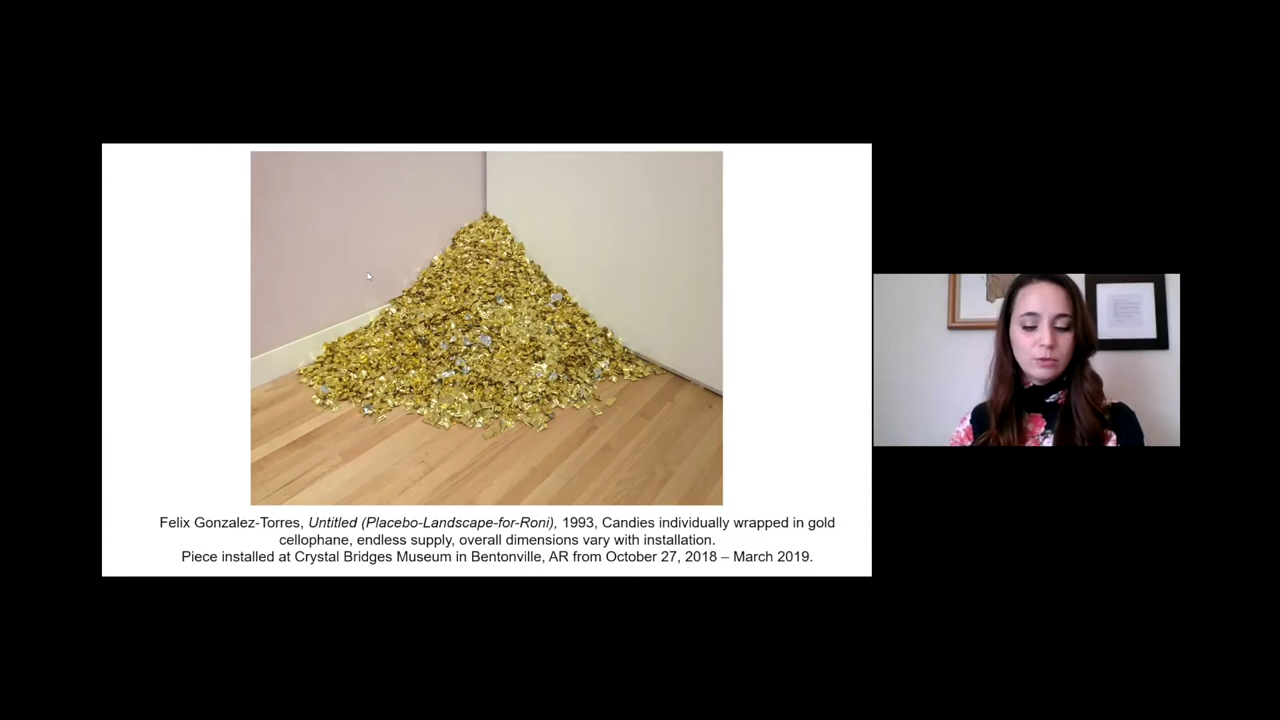 Felix Gonzalez-Torres, Untitled (Placebo-Landscape-for-Roni), 1993, Candies individually wrapped in gold
cellophane, endless supply, overall dimensions vary with installation.
Piece installed at Crystal Bridges Museum in Bentonville, AR from October 27, 2018 – March 2019.